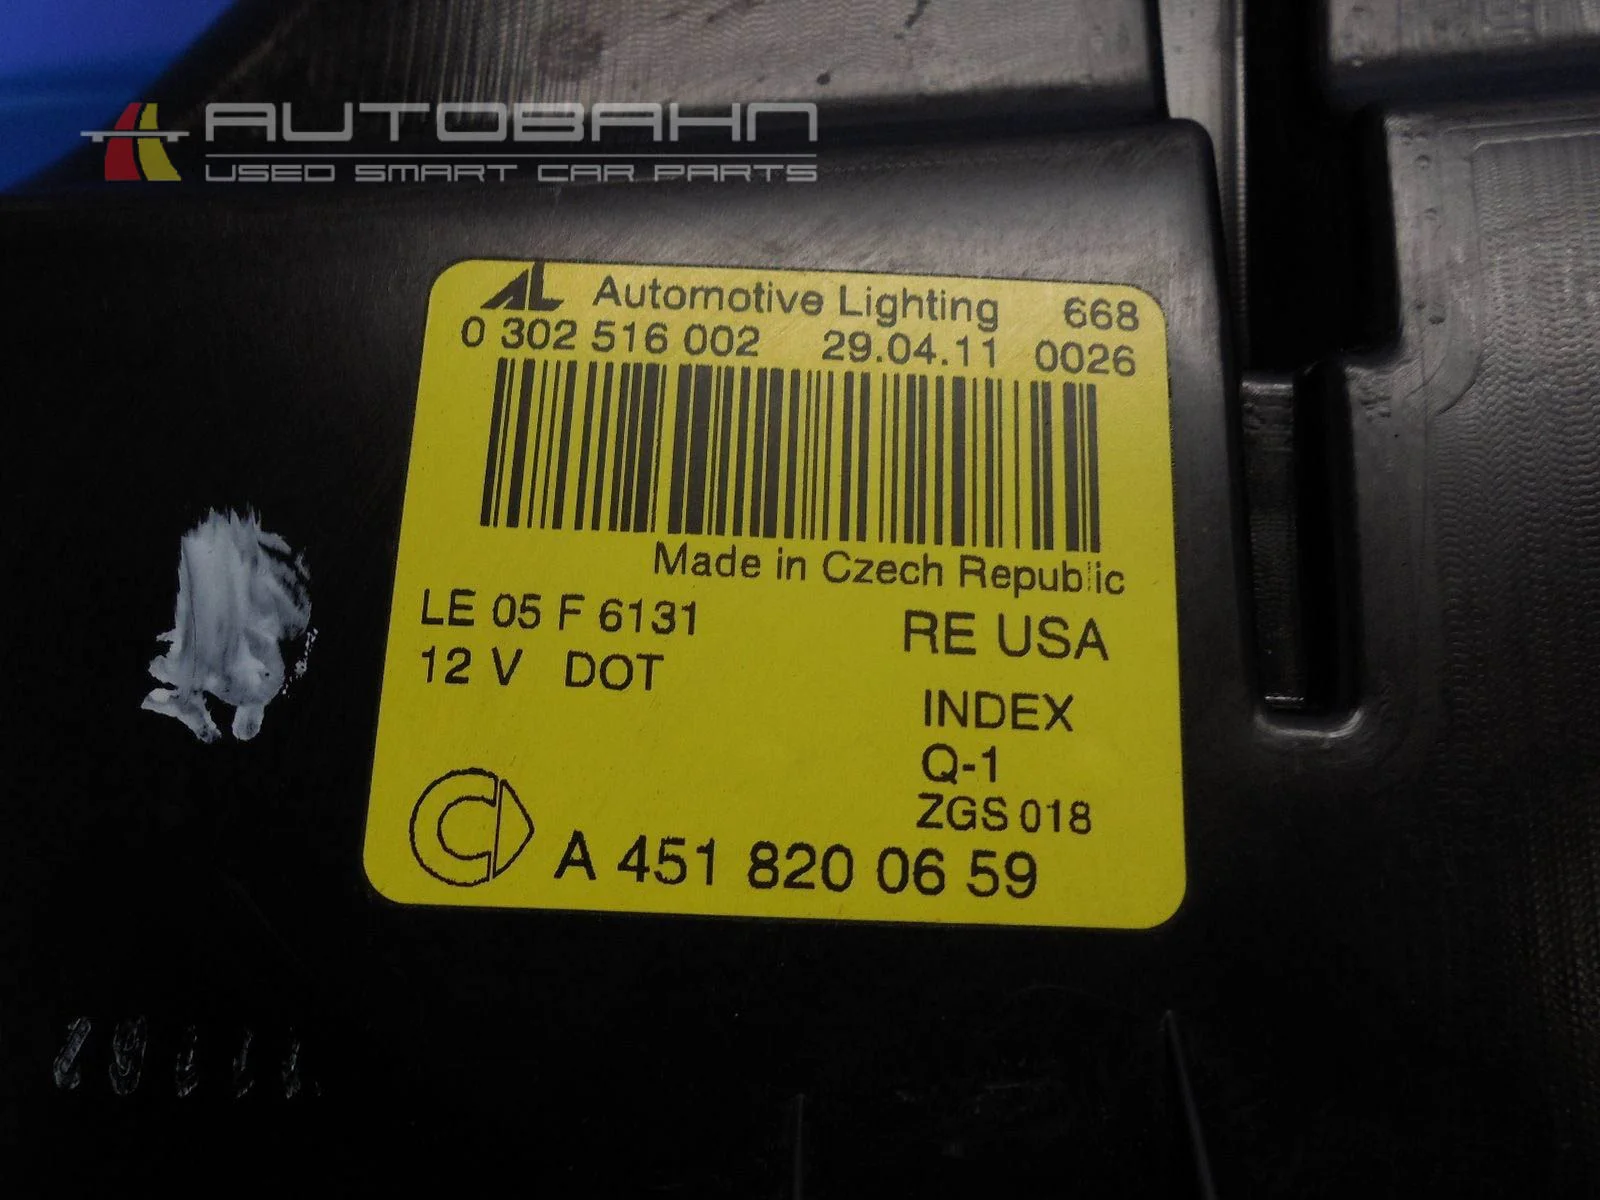 AUTOBAHN
USED SMART CAR PARTS
AL Automotive Lighting 668
0 302 516 002 29.04.11 0026
Made in Czech Republic
LE 05 F 6131 RE USA
12 V DOT
INDEX
Q-1
ZGS 018
A 451 820 06 59